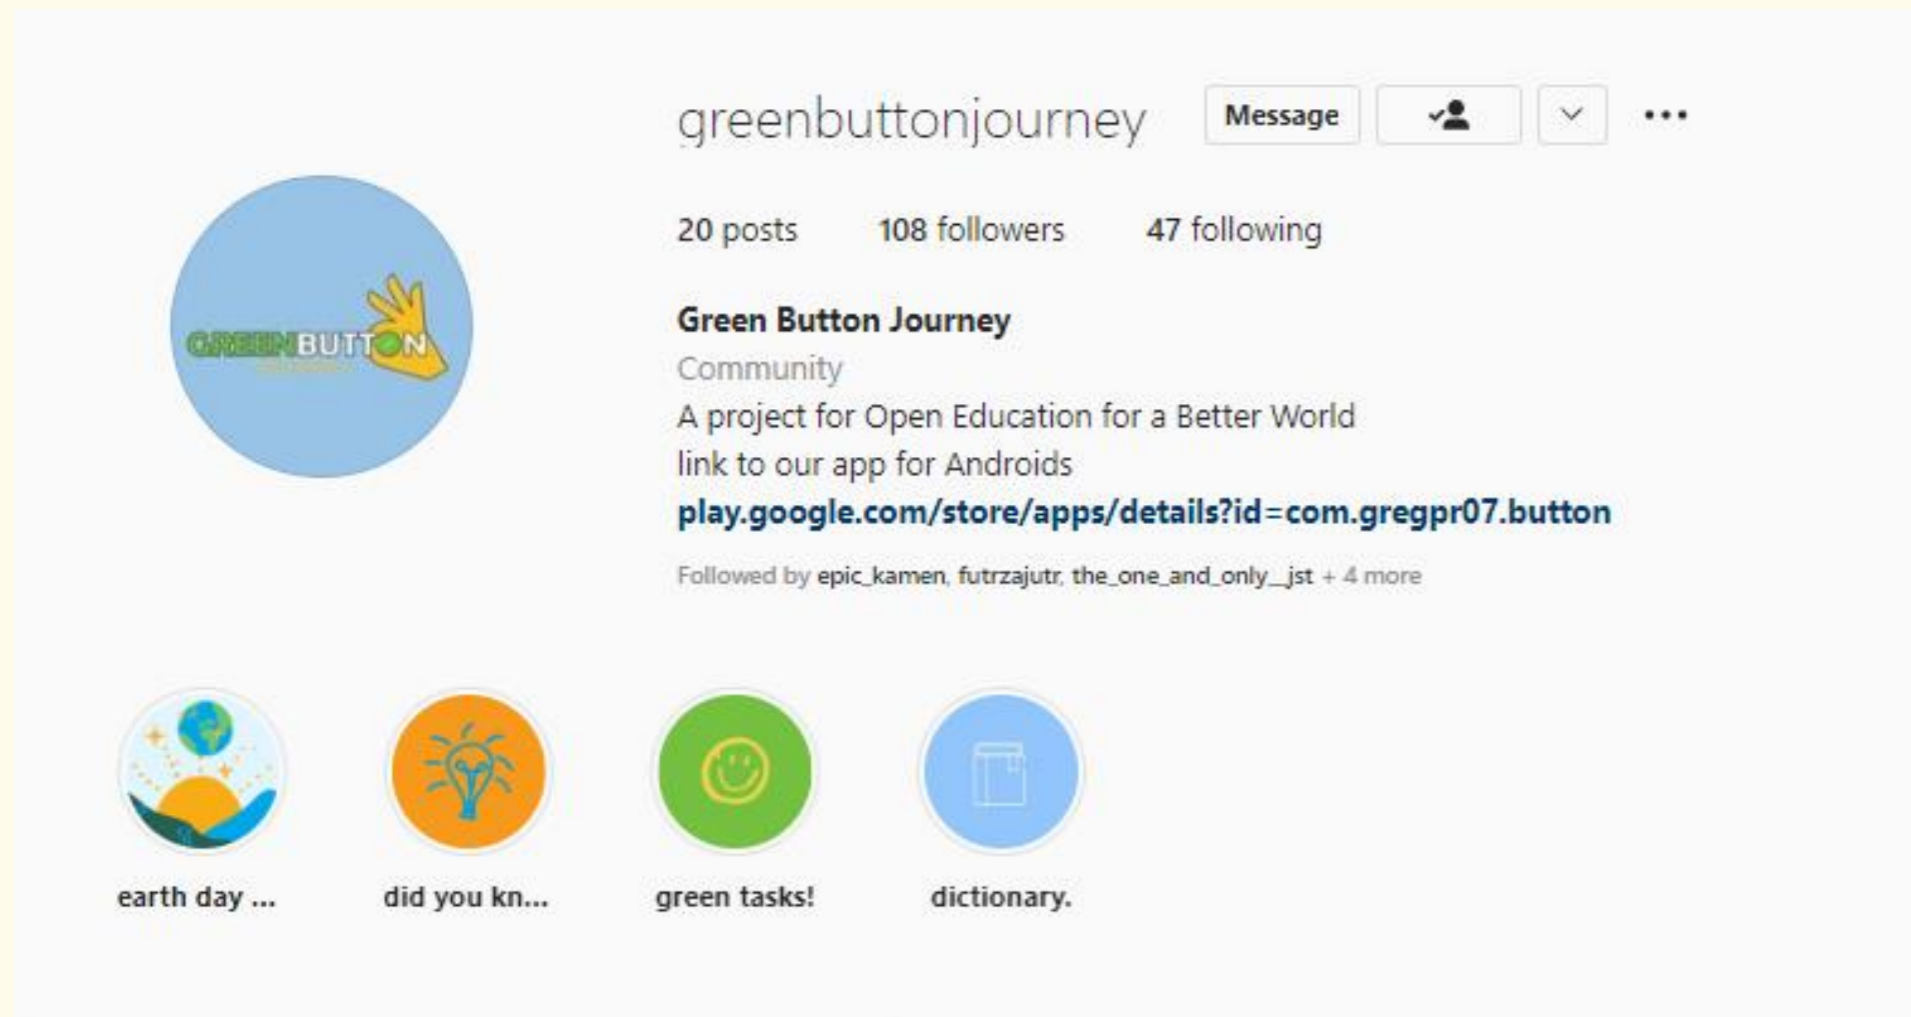 greenbuttonjourney Message
20 posts 108 followers 47 following
GREENBUTTON
Green Button Journey
Community
A project for Open Education for a Better World
link to our app for Androids
play.google.com/store/apps/details?id=com.gregpr07.button
Followed by epic_kamen, futrzajutr, the_one_and_only__jst + 4 more
earth day ... did you kn... green tasks! dictionary.